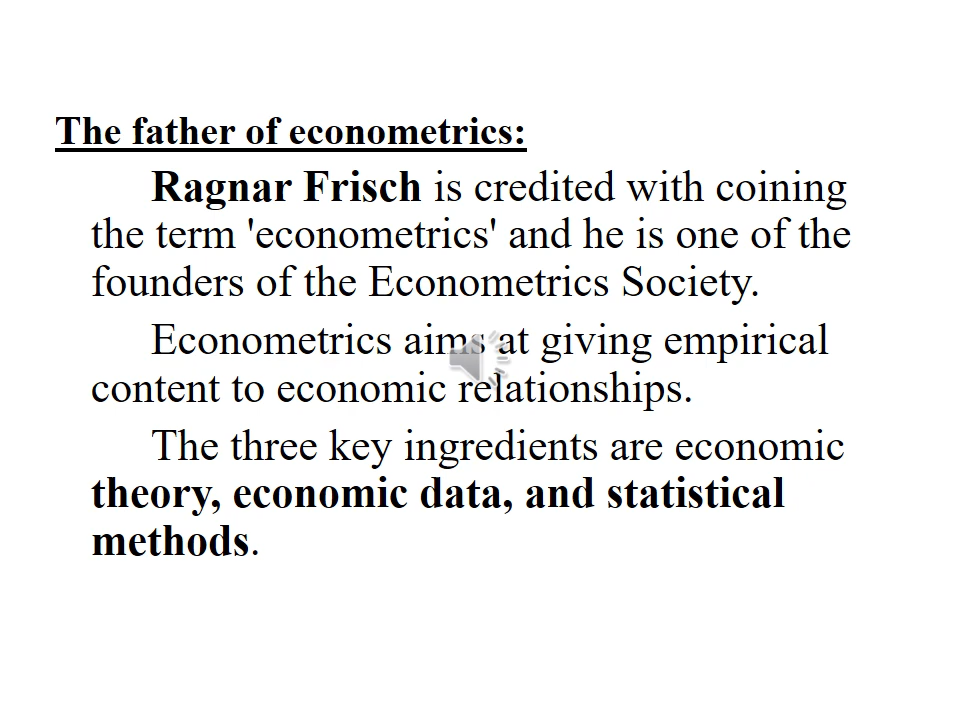 The father of econometrics:
Ragnar Frisch is credited with coining
the term 'econometrics' and he is one of the
founders of the Econometrics Society.
Econometrics aims at giving empirical
content to economic relationships.
The three key ingredients are economic
theory, economic data, and statistical
methods.